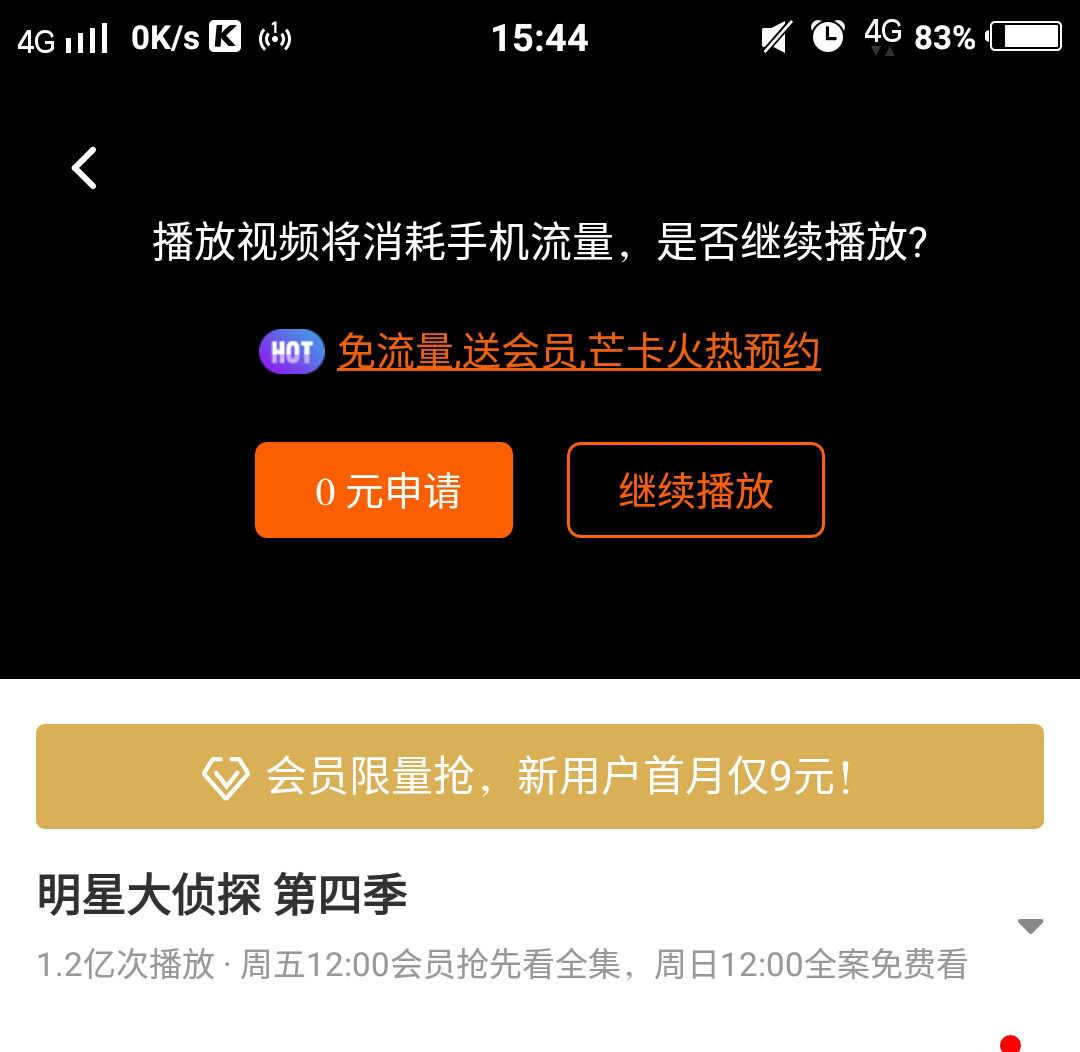 4G 0K/s K 1 15:44 4G 83%
播放视频将消耗手机流量，是否继续播放?
HOT 免流量,送会员,芒卡火热预约
0 元申请 继续播放
会员限量抢，新用户首月仅9元！
明星大侦探 第四季
1.2亿次播放 · 周五12:00会员抢先看全集，周日12:00全案免费看